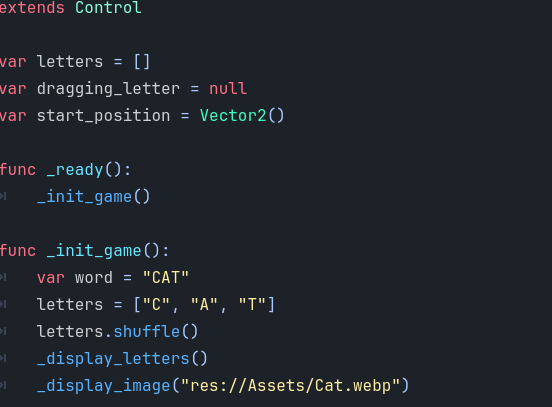 extends Control
var letters = []
var dragging_letter = null
var start_position = Vector2()
func _ready():
_init_game()
func _init_game():
var word = "CAT"
letters = ["C", "A", "T"]
letters.shuffle()
_display_letters()
_display_image("res://Assets/Cat.webp")